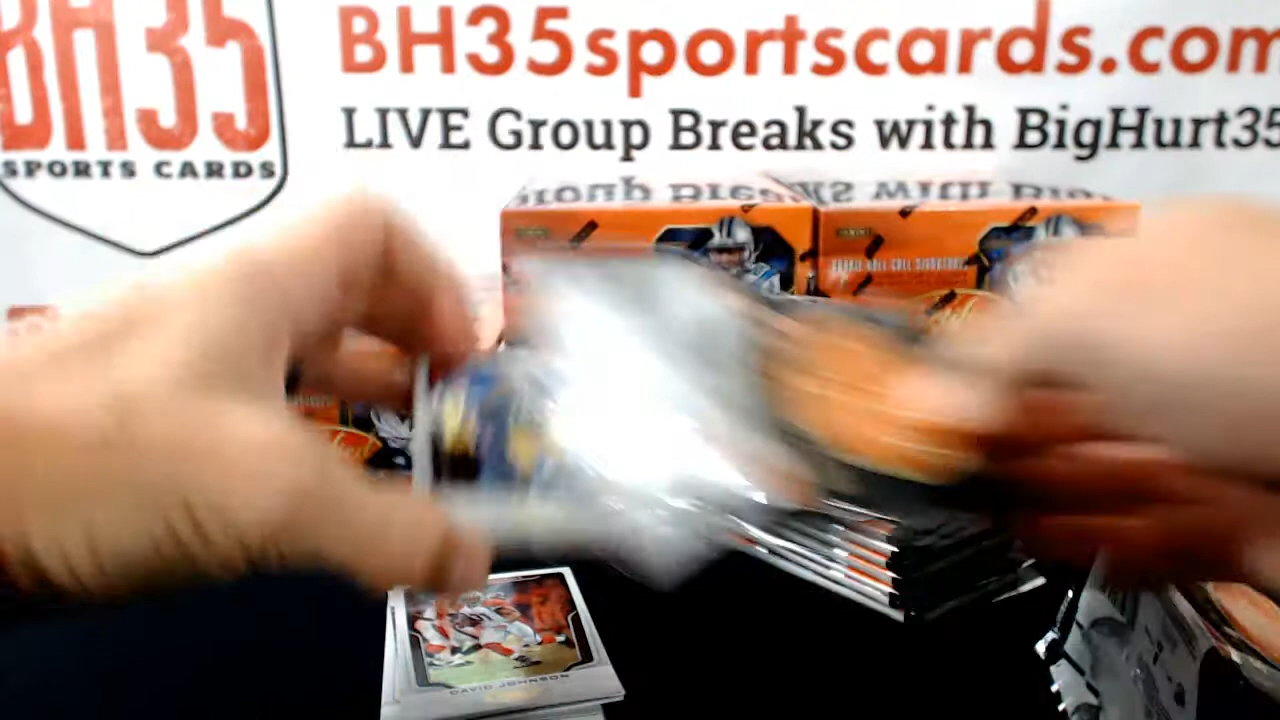 BH35
SPORTS CARDS
BH35sportscards.com
LIVE Group Breaks with BigHurt35
DAVID JOHNSON